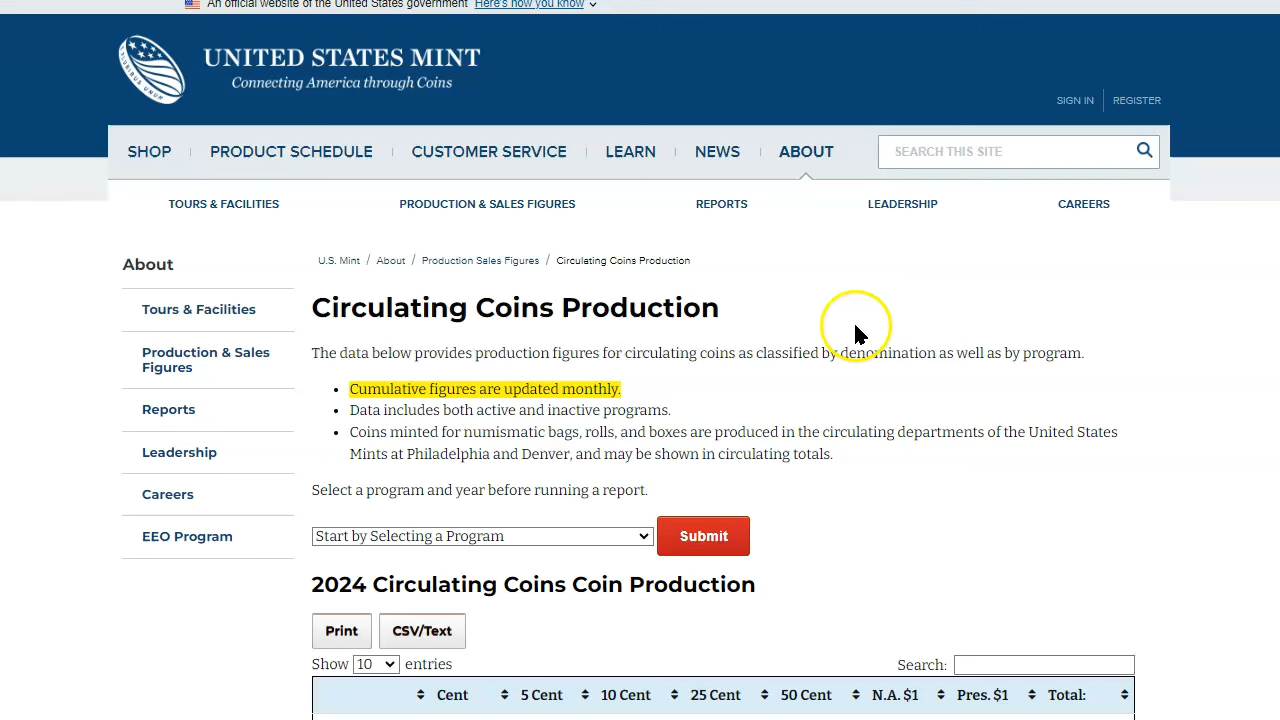 An official website of the United States government Here's how you know
UNITED STATES MINT
Connecting America through Coins
SIGN IN REGISTER
SHOP PRODUCT SCHEDULE CUSTOMER SERVICE LEARN NEWS ABOUT SEARCH THIS SITE
TOURS & FACILITIES PRODUCTION & SALES FIGURES REPORTS LEADERSHIP CAREERS
About
Tours & Facilities
Production & Sales
Figures
Reports
Leadership
Careers
EEO Program
U.S. Mint / About / Production Sales Figures / Circulating Coins Production
Circulating Coins Production
The data below provides production figures for circulating coins as classified by denomination as well as by program.
• Cumulative figures are updated monthly.
• Data includes both active and inactive programs.
• Coins minted for numismatic bags, rolls, and boxes are produced in the circulating departments of the United States
Mints at Philadelphia and Denver, and may be shown in circulating totals.
Select a program and year before running a report.
Start by Selecting a Program Submit
2024 Circulating Coins Coin Production
Print CSV/Text
Show 10 entries Search:
Cent 5 Cent 10 Cent 25 Cent 50 Cent N.A. $1 Pres. $1 Total: